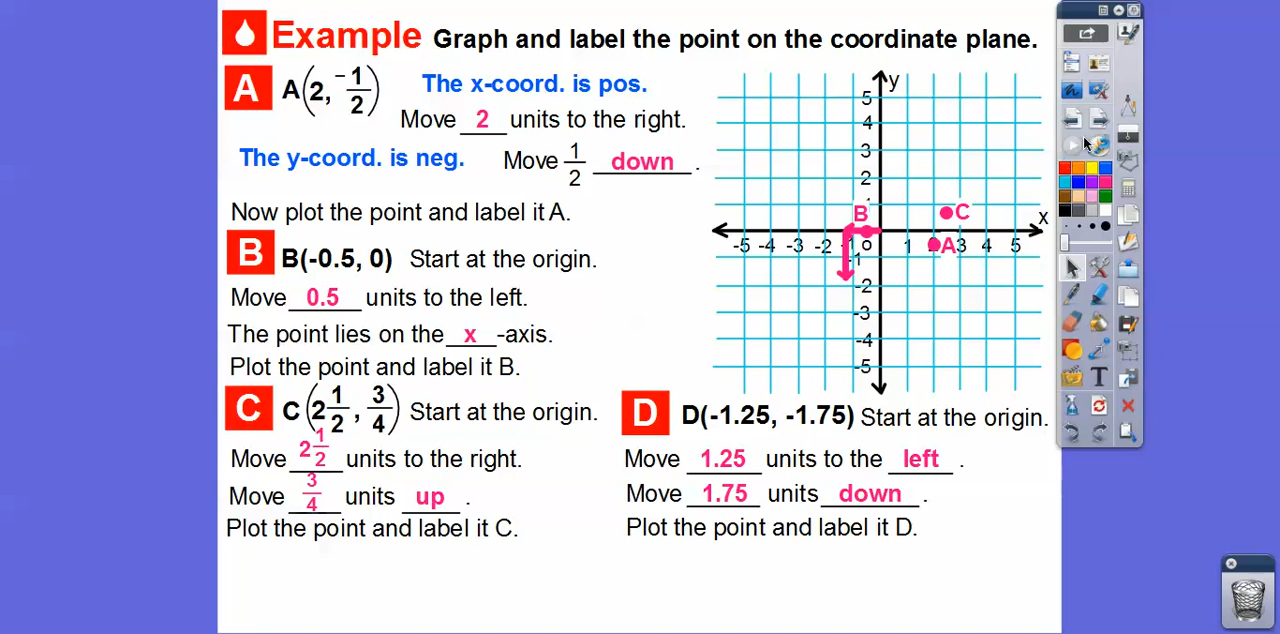 Example Graph and label the point on the coordinate plane.
A A(2, -1/2) The x-coord. is pos.
Move 2 units to the right.
The y-coord. is neg. Move 1/2 down .
Now plot the point and label it A.
B B(-0.5, 0) Start at the origin.
Move 0.5 units to the left.
The point lies on the x -axis.
Plot the point and label it B.
C C(2 1/2, 3/4) Start at the origin.
Move 2 1/2 units to the right.
Move 3/4 units up .
Plot the point and label it C.
D D(-1.25, -1.75) Start at the origin.
Move 1.25 units to the left .
Move 1.75 units down .
Plot the point and label it D.
y
5
4
3
2
B C
x
-5 -4 -3 -2 o 1 A 3 4 5
-1
-2
-3
-4
-5
T